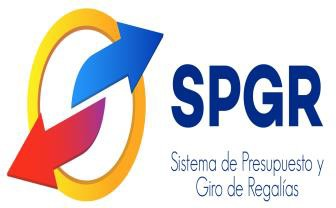 SPGR
Sistema de Presupuesto y
Giro de Regalías